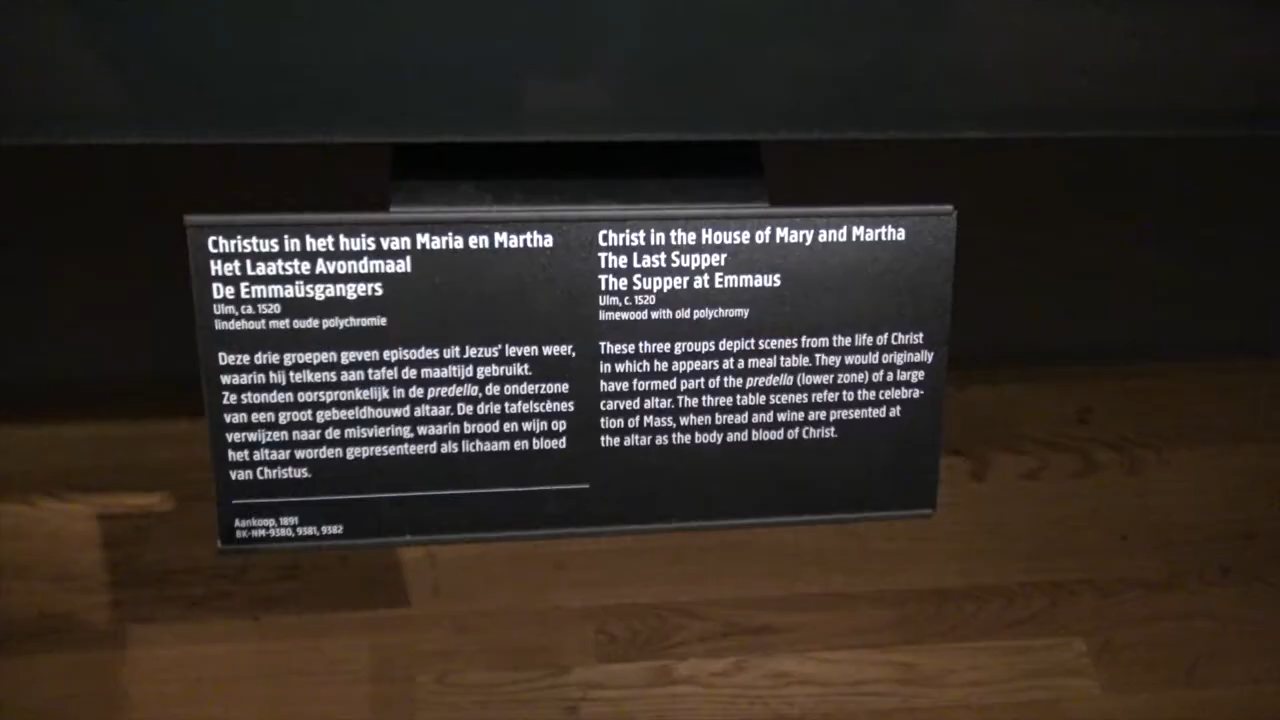 Christus in het huis van Maria en Martha
Het Laatste Avondmaal
De Emmaüsgangers
Ulm, ca. 1520
lindehout met oude polychromie
Deze drie groepen geven episodes uit Jezus' leven weer,
waarin hij telkens aan tafel de maaltijd gebruikt.
Ze stonden oorspronkelijk in de predella, de onderzone
van een groot gebeeldhouwd altaar. De drie tafelscènes
verwijzen naar de misviering, waarin brood en wijn op
het altaar worden gepresenteerd als lichaam en bloed
van Christus.
Aankoop, 1891
BK-NM-9380, 9381, 9382
Christ in the House of Mary and Martha
The Last Supper
The Supper at Emmaus
Ulm, c. 1520
limewood with old polychromy
These three groups depict scenes from the life of Christ
in which he appears at a meal table. They would originally
have formed part of the predella (lower zone) of a large
carved altar. The three table scenes refer to the celebra-
tion of Mass, when bread and wine are presented at
the altar as the body and blood of Christ.